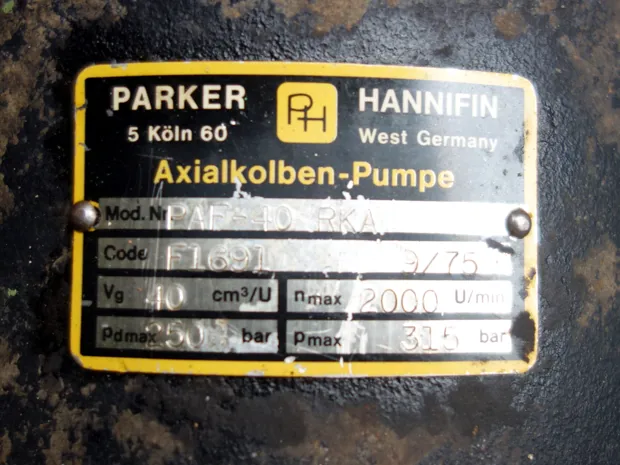 PARKER PH HANNIFIN
5 Köln 60 West Germany
Axialkolben-Pumpe
Mod. Nr. PAF-40 RKA
Code F1691 9/75
Vg 40 cm³/U nmax 2000 U/min
Pdmax 250 bar Pmax 315 bar